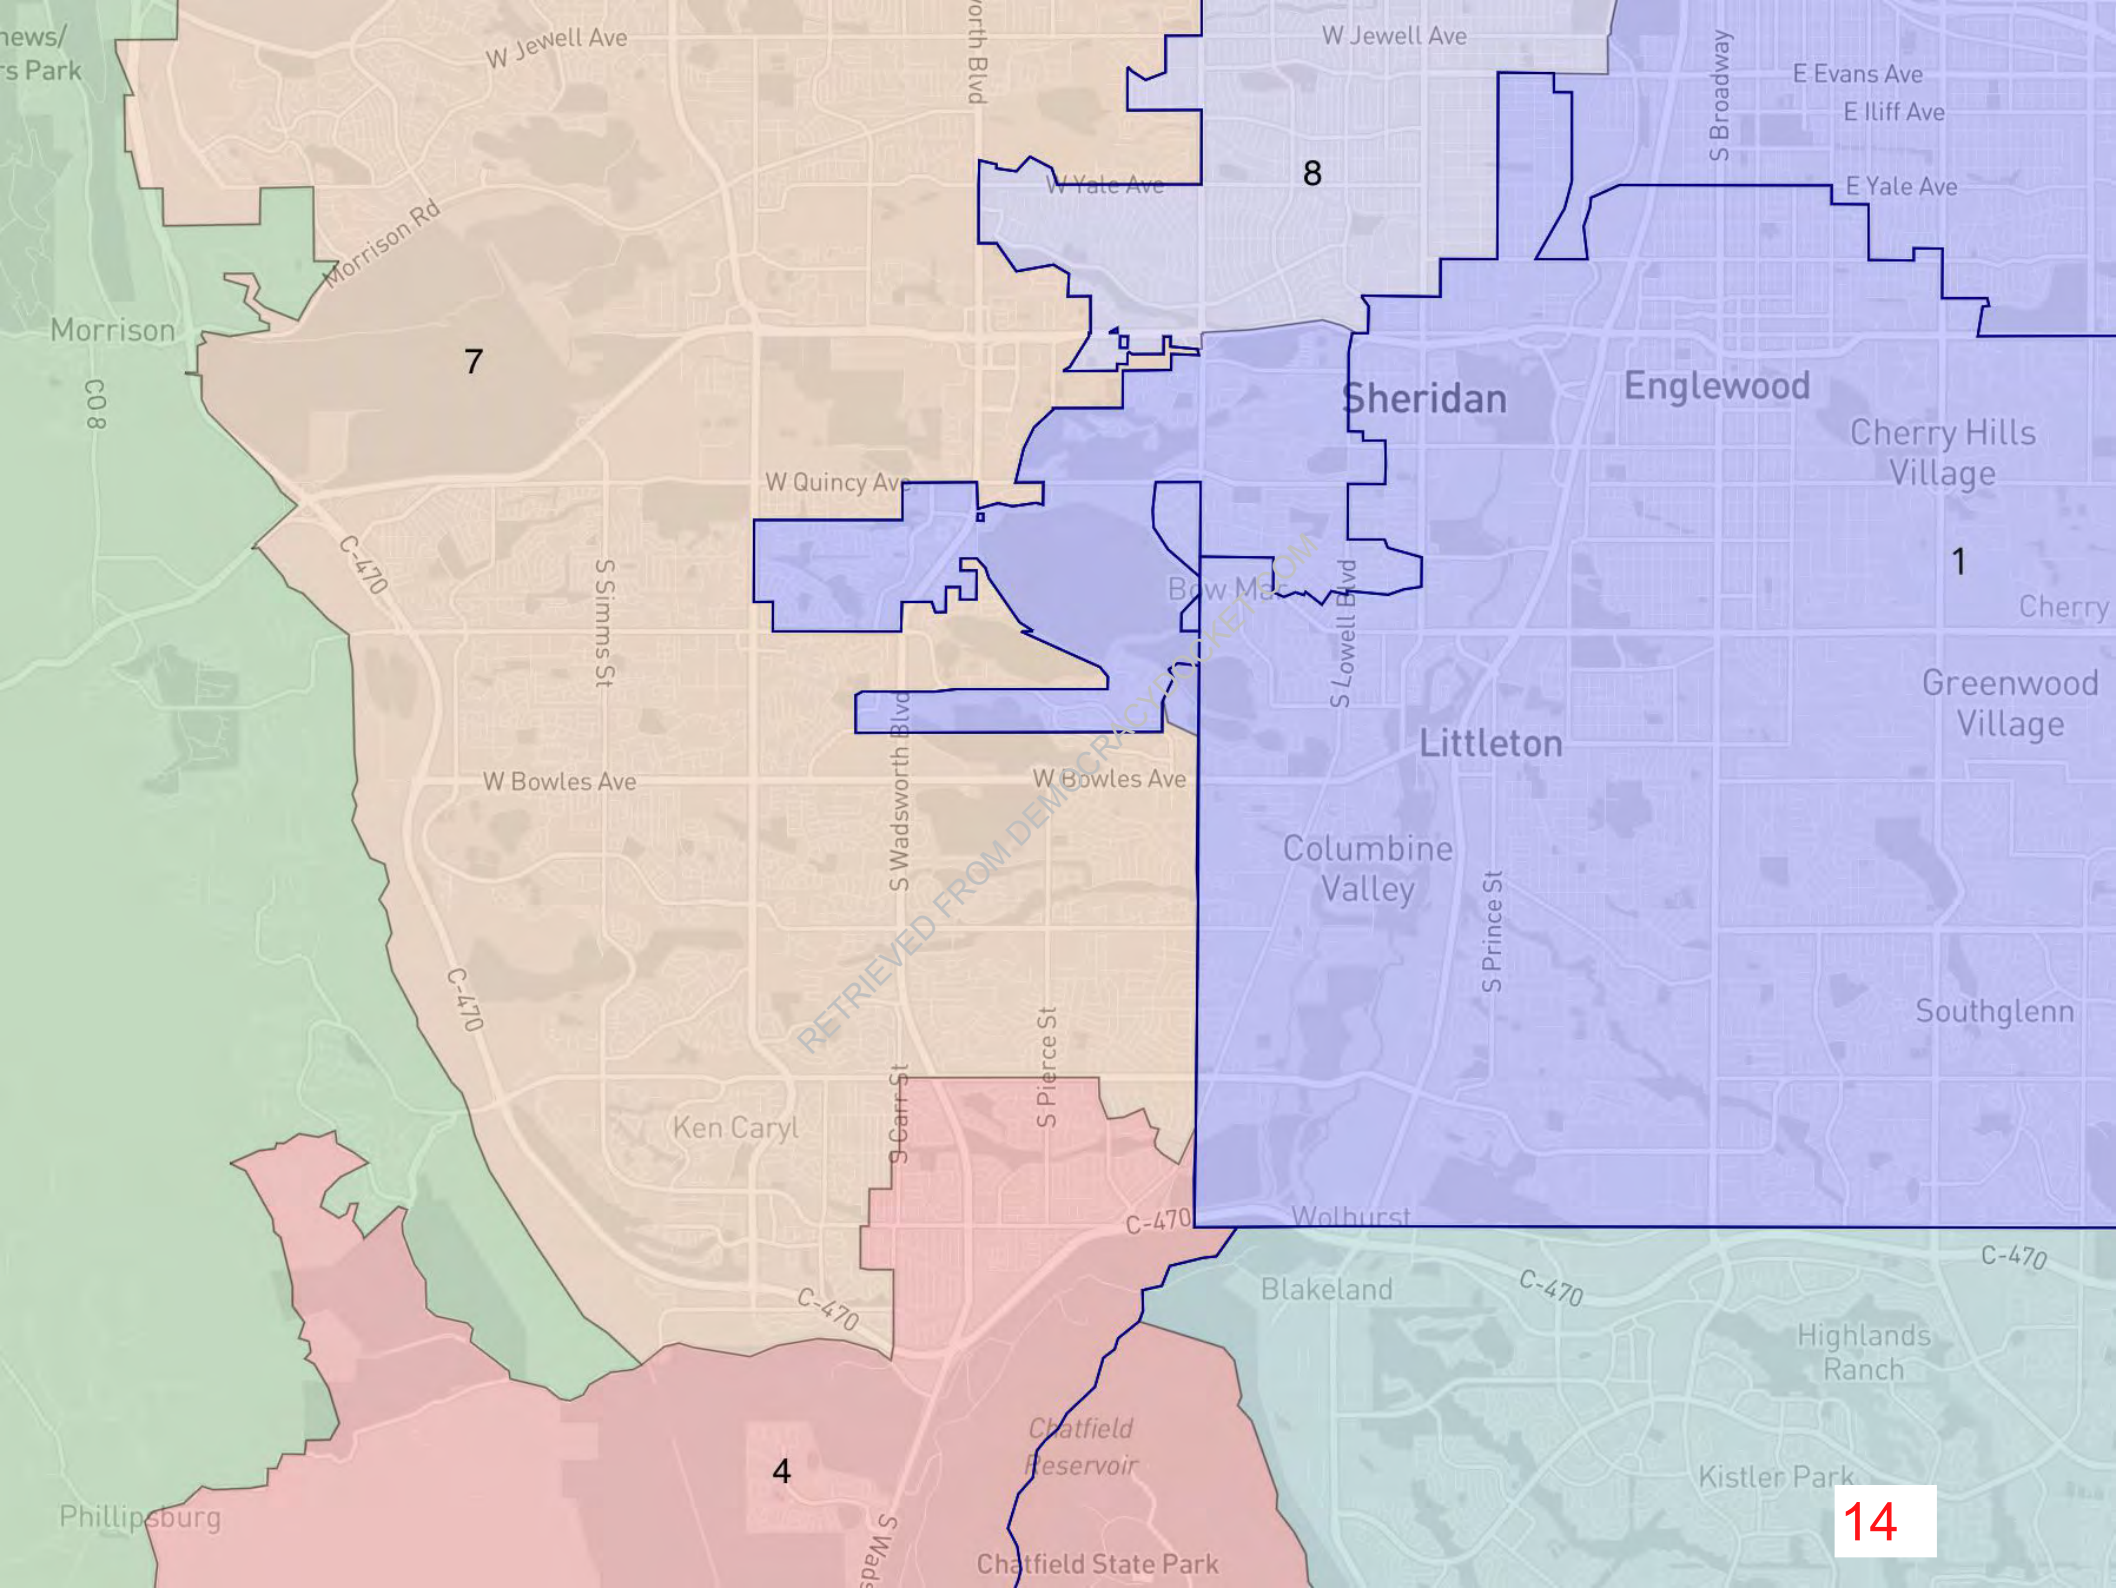 news/
rs Park
W Jewell Ave
orth Blvd
W Jewell Ave
S Broadway
E Evans Ave
E Iliff Ave
8
W Yale Ave
E Yale Ave
Morrison Rd
Morrison
7
CO 8
Sheridan
Englewood
Cherry Hills
Village
W Quincy Ave
C-470
S Simms St
Bow Mar
S Lowell Blvd
1
Cherry
Greenwood
Village
Littleton
S Wadsworth Blvd
W Bowles Ave
W Bowles Ave
Columbine
Valley
S Prince St
RETRIEVED FROM DEMOCRACYDOCKET.COM
C-470
Southglenn
S Pierce St
S Carr St
Ken Caryl
C-470
Wolhurst
C-470
C-470
Blakeland
C-470
Highlands
Ranch
Chatfield
Reservoir
4
Kistler Park
Phillipsburg
14
S Wads
Chatfield State Park